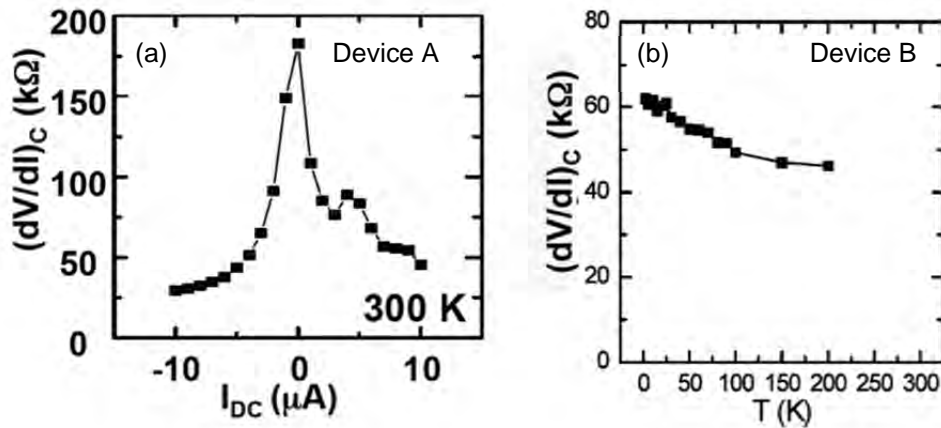 (a) Device A
(dV/dI)C (kΩ)
200
150
100
50
0
300 K
-10 0 10
IDC (μA)
(b) Device B
(dV/dI)C (kΩ)
80
60
40
20
0
0 50 100 150 200 250 300
T (K)